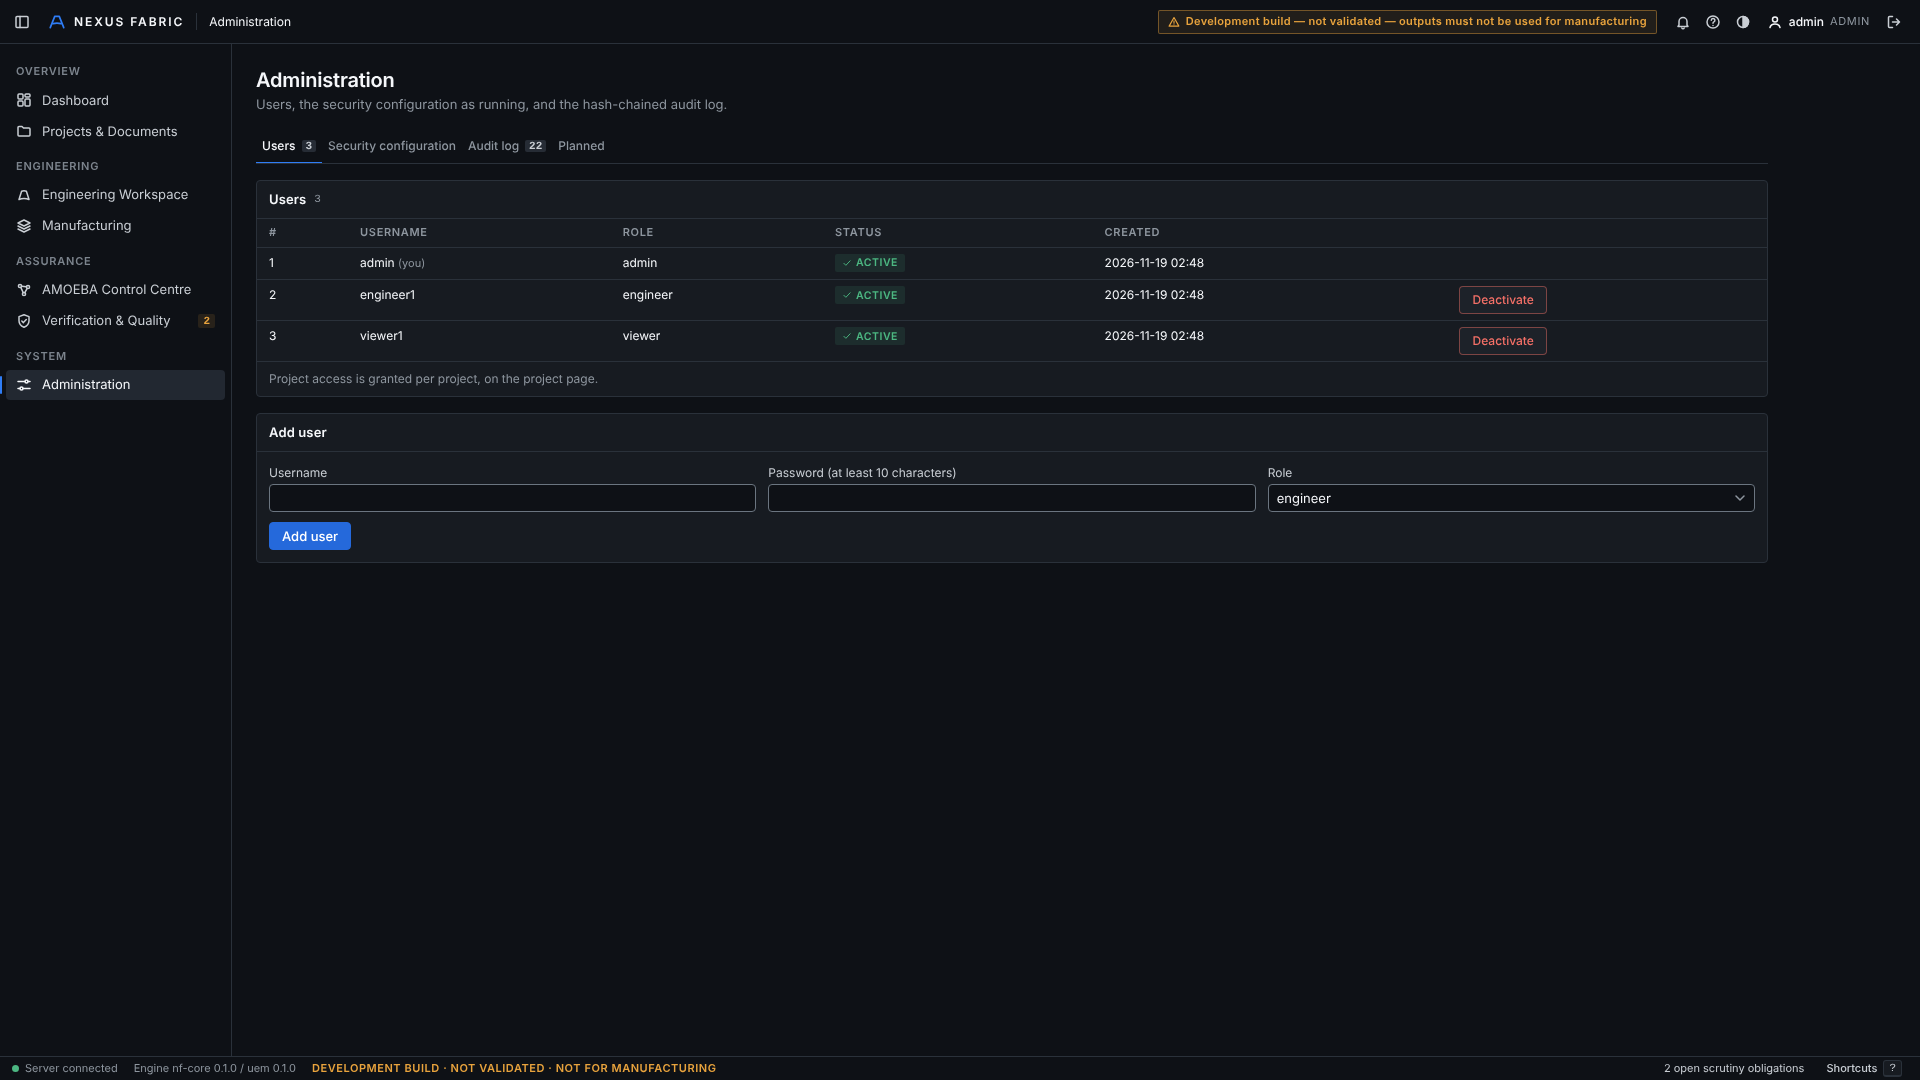 NEXUS FABRIC
Administration
Development build — not validated — outputs must not be used for manufacturing
admin ADMIN
OVERVIEW
Dashboard
Projects & Documents
ENGINEERING
Engineering Workspace
Manufacturing
ASSURANCE
AMOEBA Control Centre
Verification & Quality 2
SYSTEM
Administration
Administration
Users, the security configuration as running, and the hash-chained audit log.
Users 3 Security configuration Audit log 22 Planned
Users 3
# USERNAME ROLE STATUS CREATED
1 admin (you) admin ACTIVE 2026-11-19 02:48
2 engineer1 engineer ACTIVE 2026-11-19 02:48 Deactivate
3 viewer1 viewer ACTIVE 2026-11-19 02:48 Deactivate
Project access is granted per project, on the project page.
Add user
Username Password (at least 10 characters) Role
engineer
Add user
Server connected Engine nf-core 0.1.0 / uem 0.1.0 DEVELOPMENT BUILD · NOT VALIDATED · NOT FOR MANUFACTURING 2 open scrutiny obligations Shortcuts ?